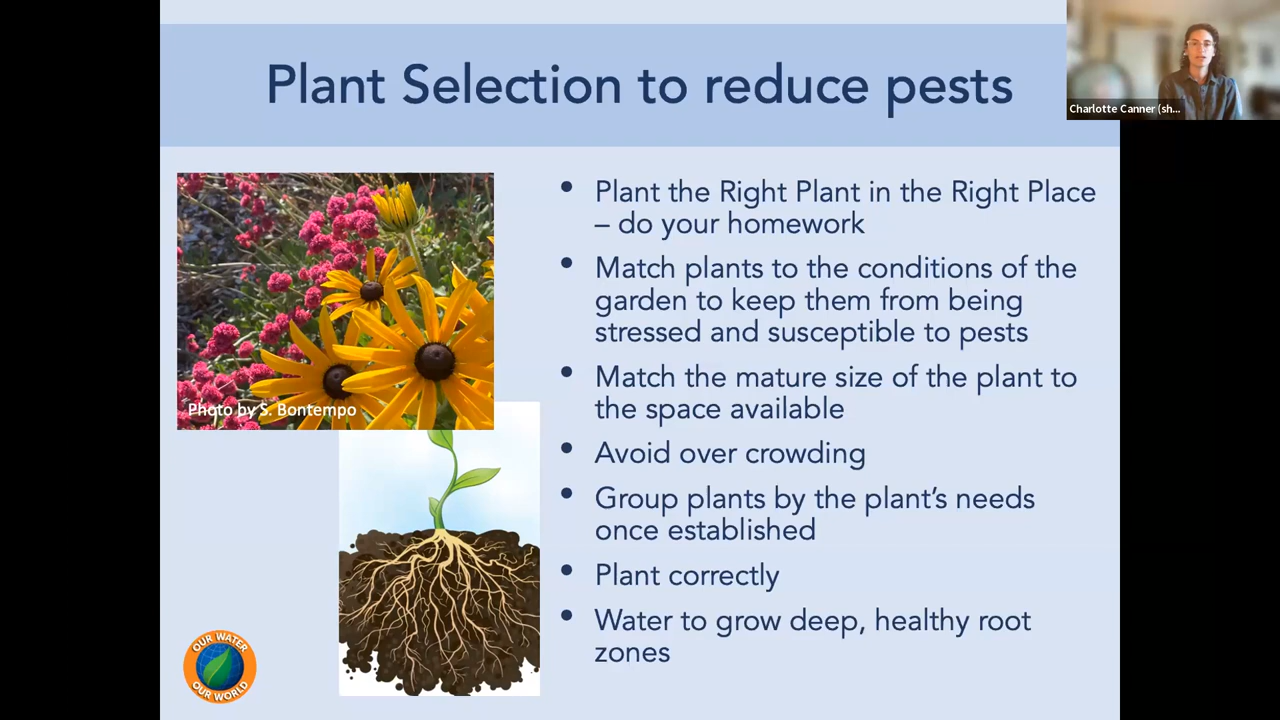 Plant Selection to reduce pests
Charlotte Canner (sh...
• Plant the Right Plant in the Right Place
– do your homework
• Match plants to the conditions of the
garden to keep them from being
stressed and susceptible to pests
• Match the mature size of the plant to
the space available
• Avoid over crowding
• Group plants by the plant’s needs
once established
• Plant correctly
• Water to grow deep, healthy root
zones
Photo by S. Bontempo
OUR WATER
OUR WORLD